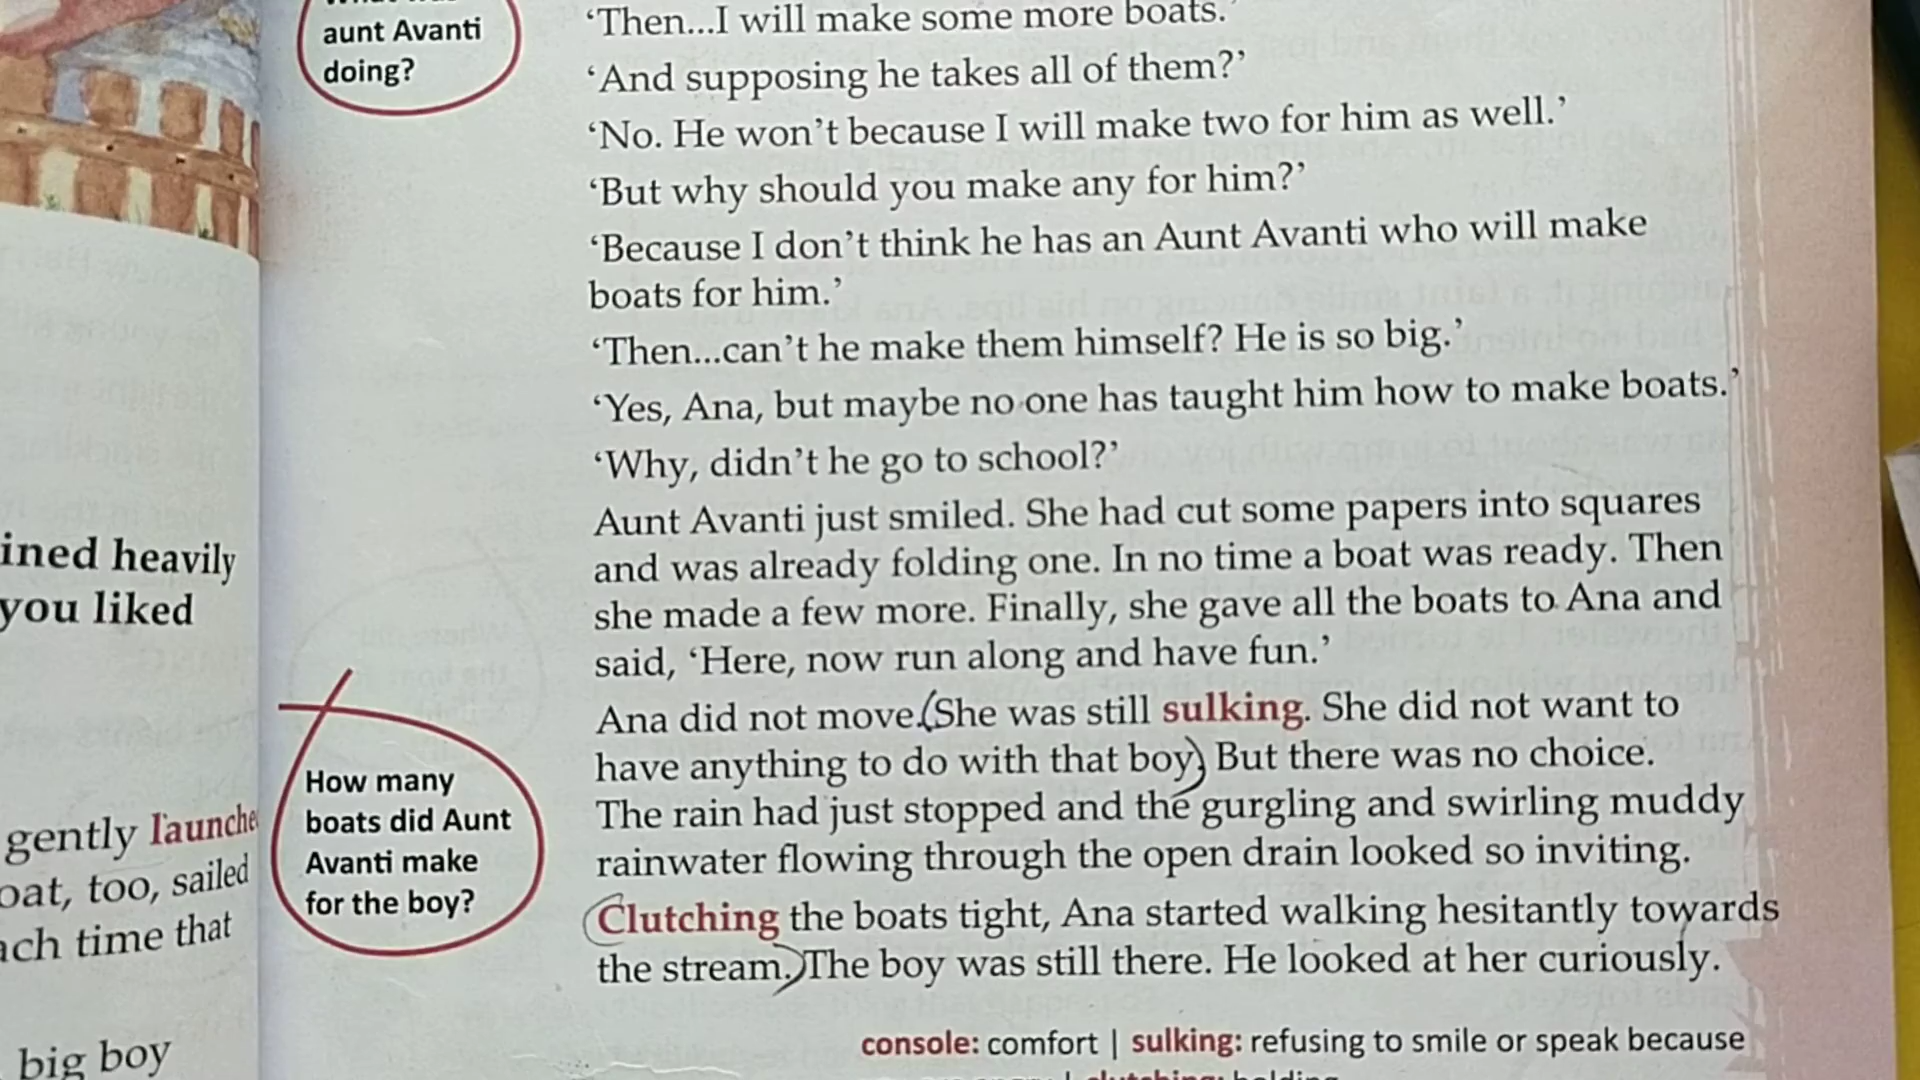 aunt Avanti
doing?
‘Then...I will make some more boats.’
‘And supposing he takes all of them?’
‘No. He won’t because I will make two for him as well.’
‘But why should you make any for him?’
‘Because I don’t think he has an Aunt Avanti who will make
boats for him.’
‘Then...can’t he make them himself? He is so big.’
‘Yes, Ana, but maybe no one has taught him how to make boats.’
‘Why, didn’t he go to school?’
Aunt Avanti just smiled. She had cut some papers into squares
and was already folding one. In no time a boat was ready. Then
she made a few more. Finally, she gave all the boats to Ana and
said, ‘Here, now run along and have fun.’
Ana did not move. (She was still sulking. She did not want to
have anything to do with that boy.) But there was no choice.
The rain had just stopped and the gurgling and swirling muddy
rainwater flowing through the open drain looked so inviting.
(Clutching the boats tight, Ana started walking hesitantly towards
the stream.) The boy was still there. He looked at her curiously.
How many
boats did Aunt
Avanti make
for the boy?
console: comfort | sulking: refusing to smile or speak because
clutching: holding
heavily
you liked
gently
too, sailed
time that
big boy